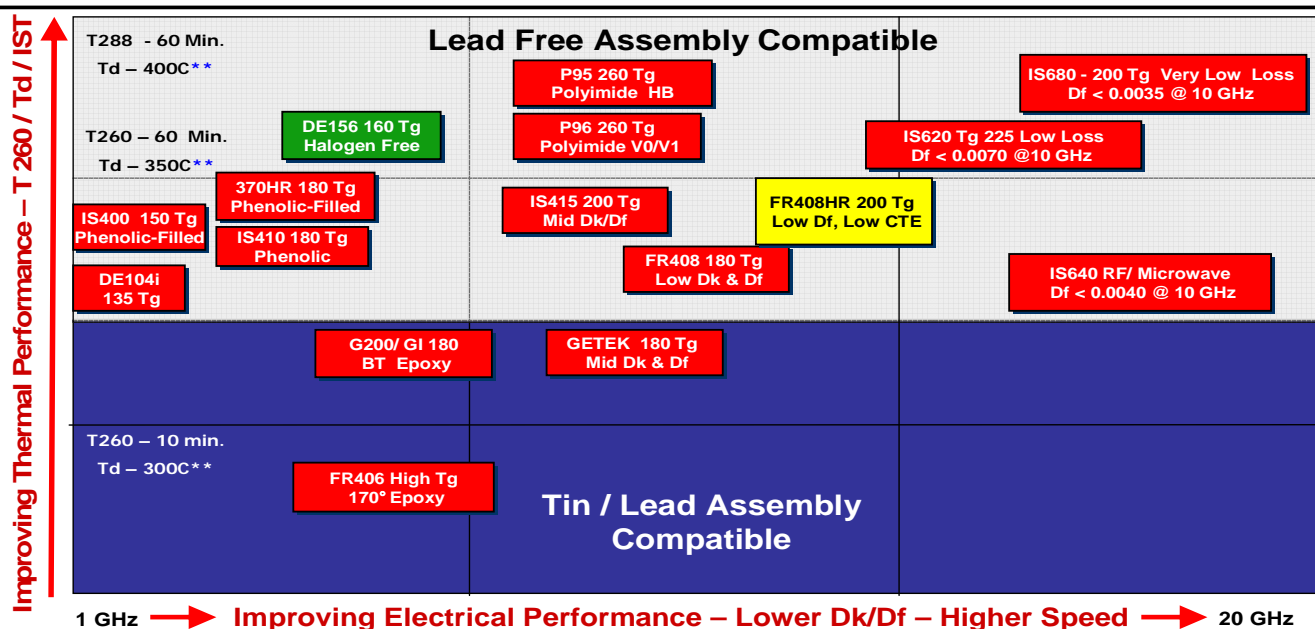 Improving Thermal Performance – T 260 / Td / IST
Lead Free Assembly Compatible
T288 - 60 Min.
Td – 400C**
P95 260 Tg
Polyimide HB
IS680 - 200 Tg Very Low Loss
Df < 0.0035 @ 10 GHz
DE156 160 Tg
Halogen Free
P96 260 Tg
Polyimide V0/V1
IS620 Tg 225 Low Loss
Df < 0.0070 @10 GHz
T260 – 60 Min.
Td – 350C**
370HR 180 Tg
Phenolic-Filled
IS415 200 Tg
Mid Dk/Df
FR408HR 200 Tg
Low Df, Low CTE
IS400 150 Tg
Phenolic-Filled
IS410 180 Tg
Phenolic
FR408 180 Tg
Low Dk & Df
IS640 RF/ Microwave
Df < 0.0040 @ 10 GHz
DE104i
135 Tg
G200/ GI 180
BT Epoxy
GETEK 180 Tg
Mid Dk & Df
T260 – 10 min.
Td – 300C**
FR406 High Tg
170° Epoxy
Tin / Lead Assembly
Compatible
1 GHz
Improving Electrical Performance – Lower Dk/Df – Higher Speed
20 GHz